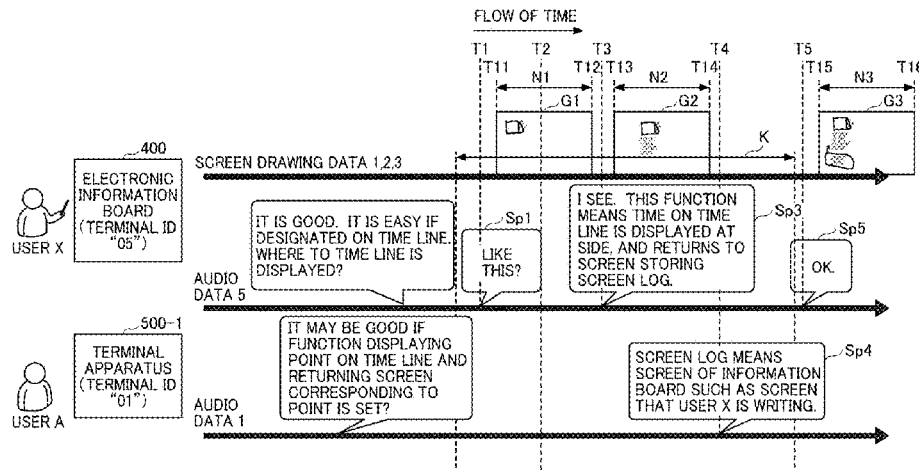 FLOW OF TIME
T1 T2 T3 T4 T5
T11 T12 T13 T14 T15 T16
N1 N2 N3
G1 G2 G3
400
SCREEN DRAWING DATA 1,2,3
K
ELECTRONIC
INFORMATION
BOARD
(TERMINAL ID
"05")
USER X
IT IS GOOD. IT IS EASY IF
DESIGNATED ON TIME LINE.
WHERE TO TIME LINE IS
DISPLAYED?
Sp1
LIKE
THIS?
I SEE. THIS FUNCTION
MEANS TIME ON TIME
LINE IS DISPLAYED AT
SIDE, AND RETURNS TO
SCREEN STORING
SCREEN LOG.
Sp3
Sp5
OK.
AUDIO
DATA 5
500-1
TERMINAL
APPARATUS
(TERMINAL ID
"01")
USER A
IT MAY BE GOOD IF
FUNCTION DISPLAYING
POINT ON TIME LINE AND
RETURNING SCREEN
CORRESPONDING TO
POINT IS SET?
Sp4
SCREEN LOG MEANS
SCREEN OF INFORMATION
BOARD SUCH AS SCREEN
THAT USER X IS WRITING.
AUDIO
DATA 1